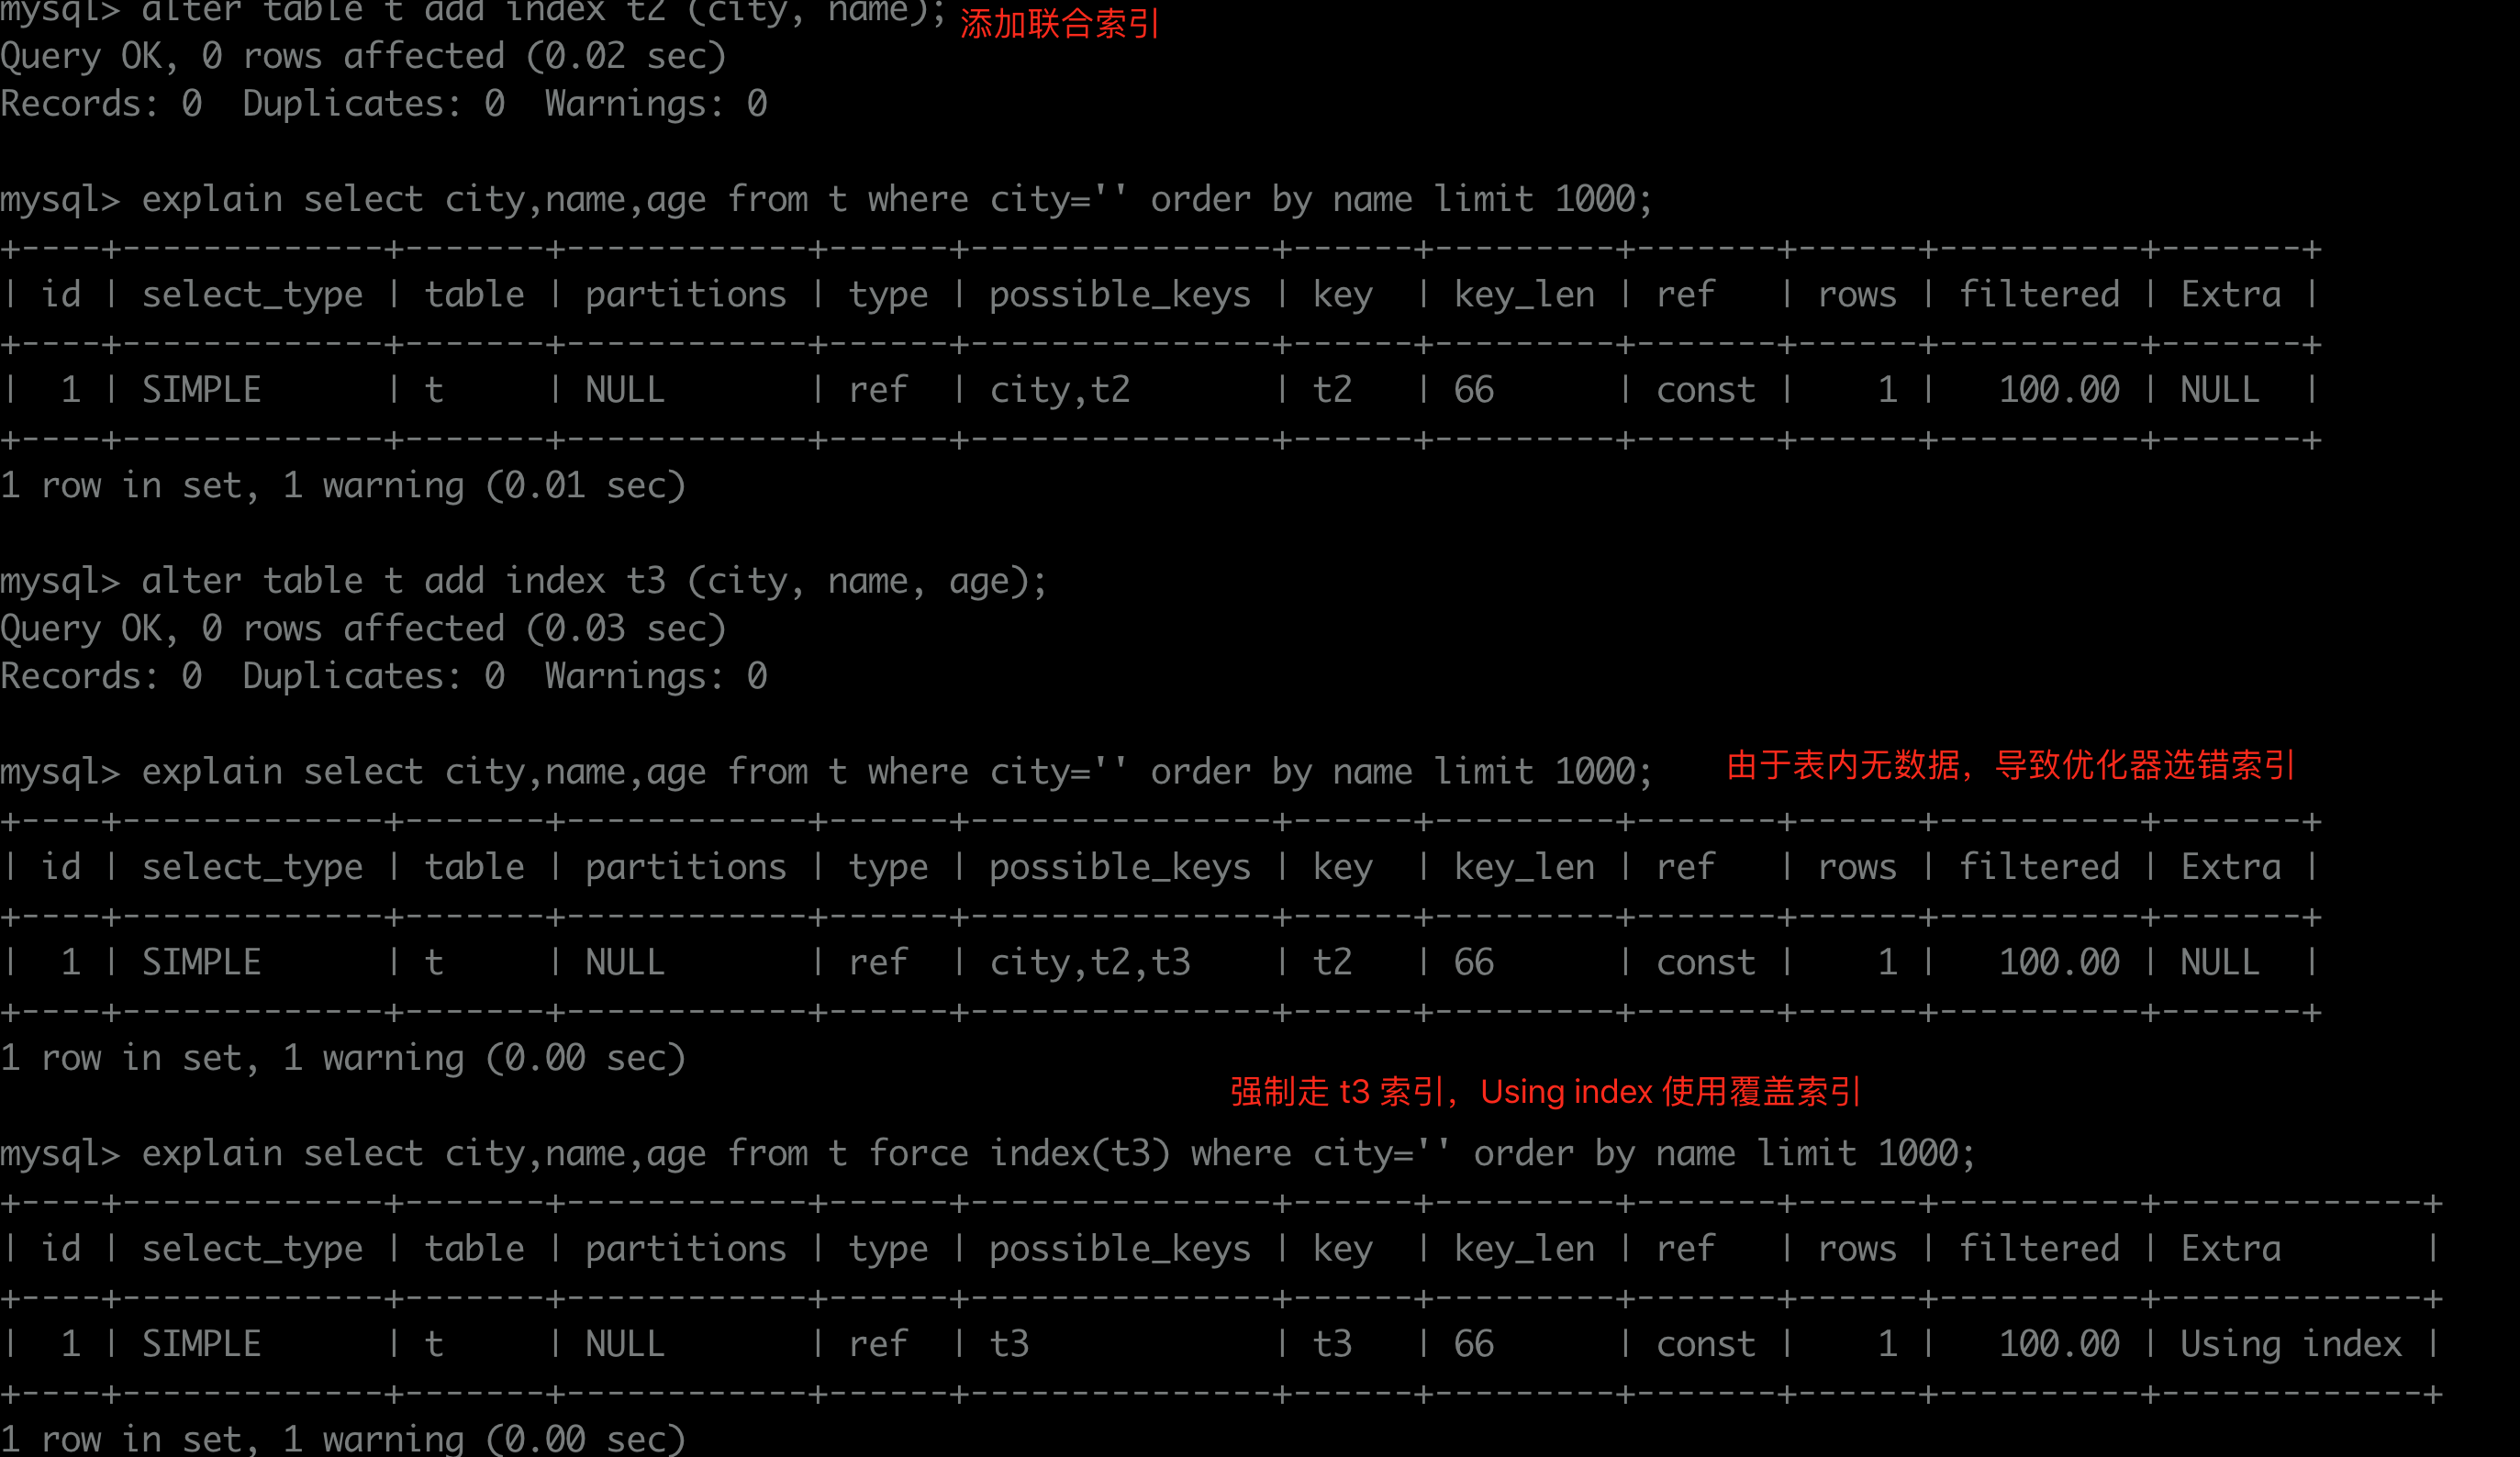 mysql> alter table t add index t2 (city, name); 添加联合索引
Query OK, 0 rows affected (0.02 sec)
Records: 0  Duplicates: 0  Warnings: 0
mysql> explain select city,name,age from t where city='' order by name limit 1000;
+----+-------------+-------+------------+------+---------------+------+---------+-------+------+----------+-------+
| id | select_type | table | partitions | type | possible_keys | key  | key_len | ref   | rows | filtered | Extra |
+----+-------------+-------+------------+------+---------------+------+---------+-------+------+----------+-------+
|  1 | SIMPLE      | t     | NULL       | ref  | city,t2       | t2   | 66      | const |    1 |   100.00 | NULL  |
+----+-------------+-------+------------+------+---------------+------+---------+-------+------+----------+-------+
1 row in set, 1 warning (0.01 sec)
mysql> alter table t add index t3 (city, name, age);
Query OK, 0 rows affected (0.03 sec)
Records: 0  Duplicates: 0  Warnings: 0
mysql> explain select city,name,age from t where city='' order by name limit 1000; 由于表内无数据，导致优化器选错索引
+----+-------------+-------+------------+------+---------------+------+---------+-------+------+----------+-------+
| id | select_type | table | partitions | type | possible_keys | key  | key_len | ref   | rows | filtered | Extra |
+----+-------------+-------+------------+------+---------------+------+---------+-------+------+----------+-------+
|  1 | SIMPLE      | t     | NULL       | ref  | city,t2,t3    | t2   | 66      | const |    1 |   100.00 | NULL  |
+----+-------------+-------+------------+------+---------------+------+---------+-------+------+----------+-------+
1 row in set, 1 warning (0.00 sec)
强制走 t3 索引，Using index 使用覆盖索引
mysql> explain select city,name,age from t force index(t3) where city='' order by name limit 1000;
+----+-------------+-------+------------+------+---------------+------+---------+-------+------+----------+-------------+
| id | select_type | table | partitions | type | possible_keys | key  | key_len | ref   | rows | filtered | Extra       |
+----+-------------+-------+------------+------+---------------+------+---------+-------+------+----------+-------------+
|  1 | SIMPLE      | t     | NULL       | ref  | t3            | t3   | 66      | const |    1 |   100.00 | Using index |
+----+-------------+-------+------------+------+---------------+------+---------+-------+------+----------+-------------+
1 row in set, 1 warning (0.00 sec)